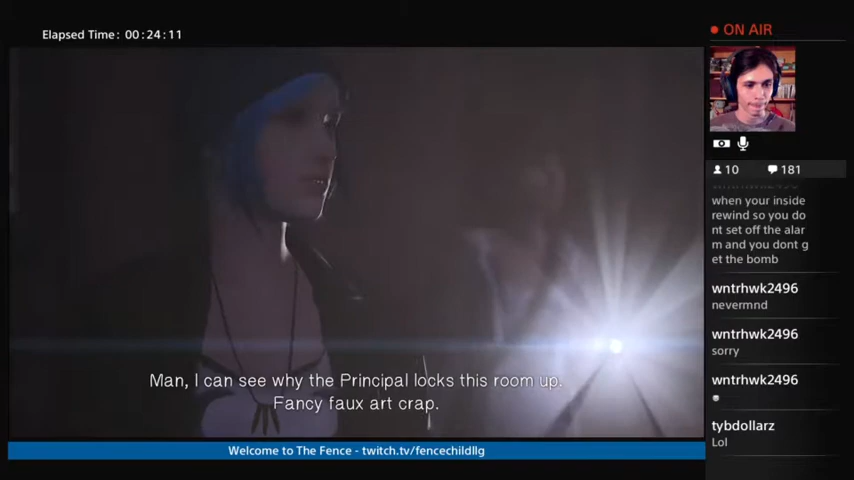 Elapsed Time: 00:24:11
ON AIR
10
181
when your inside
rewind so you do
nt set off the alar
m and you dont g
et the bomb
wntrhwk2496
nevermnd
wntrhwk2496
sorry
wntrhwk2496
tybdollarz
Lol
Man, I can see why the Principal locks this room up.
Fancy faux art crap.
Welcome to The Fence - twitch.tv/fencechildllg